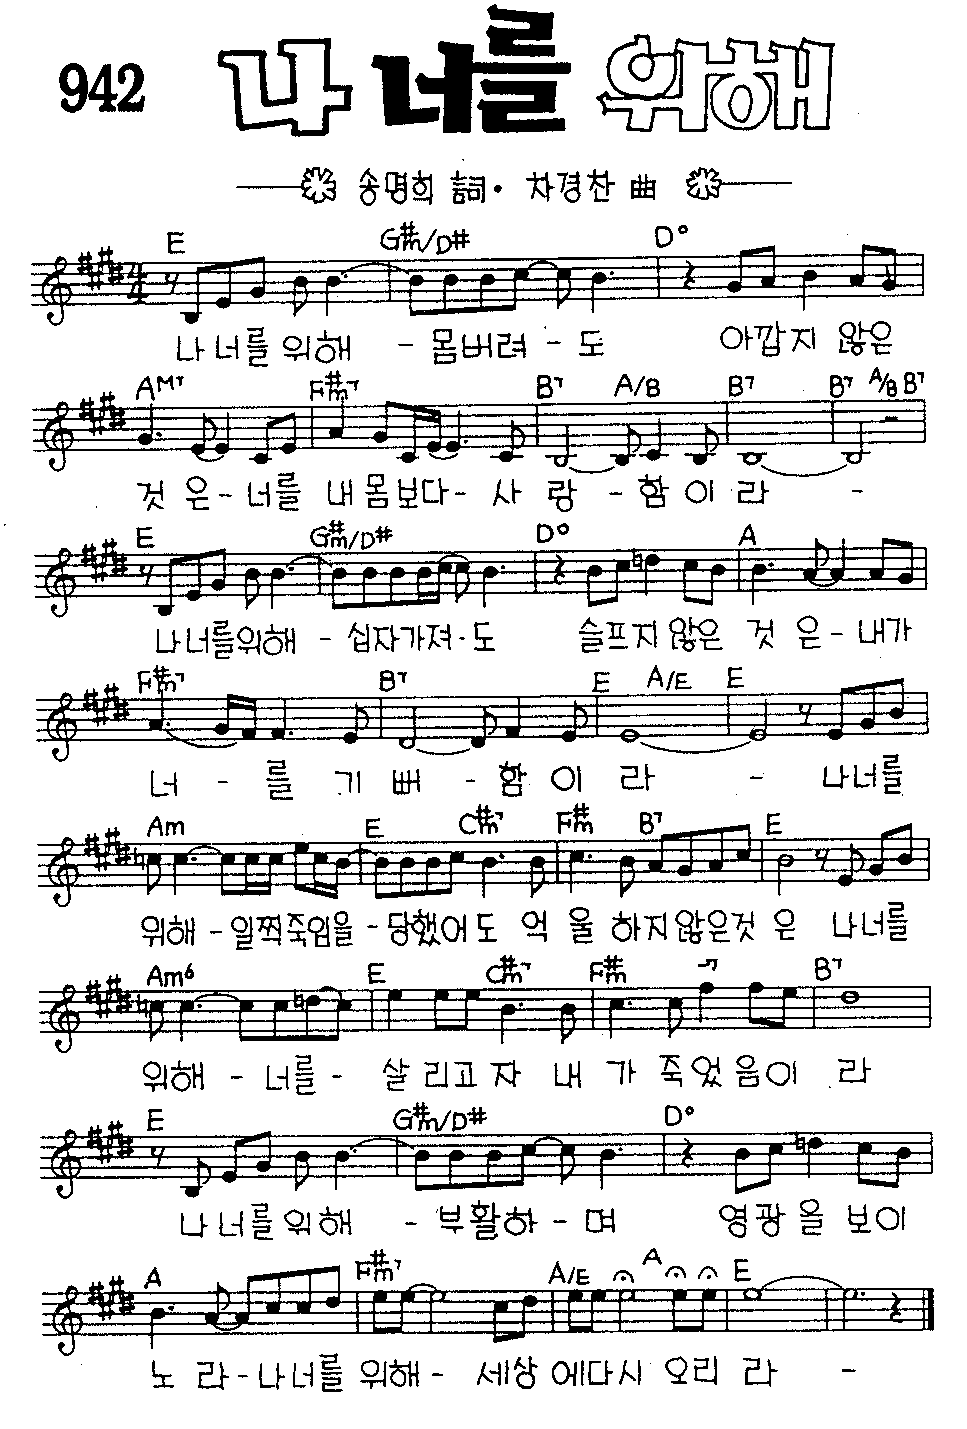 942 나 너를 위해
송명희 詞 · 차경찬 曲
E G#m/D# D°
나 너를 위해 - 몸버려 - 도 아깝지 않은
AM7 F#m7 B7 A/B B7 B7 A/B B7
것 은 - 너를 내 몸보다 - 사 랑 - 함 이 라 -
E G#m/D# D° A
나너를위해 - 십자가져 - 도 슬프지 않은 것 은 - 내가
F#m7 B7 E A/E E
너 - 를 기 뻐 - 함 이 라 - 나너를
Am E C#m7 F#m B7 E
위해 - 일찍죽임을 - 당했어도 억 울 하지않은것 은 나너를
Am6 E C#m7 F#m -7 B7
위해 - 너를 - 살 리고 자 내 가 죽었음이 라
E G#m/D# D°
나 너를 위해 - 부활하 - 며 영광을 보이
A F#m7 A/E A E
노 라 - 나너를 위해 - 세상 에다시 오리 라 -